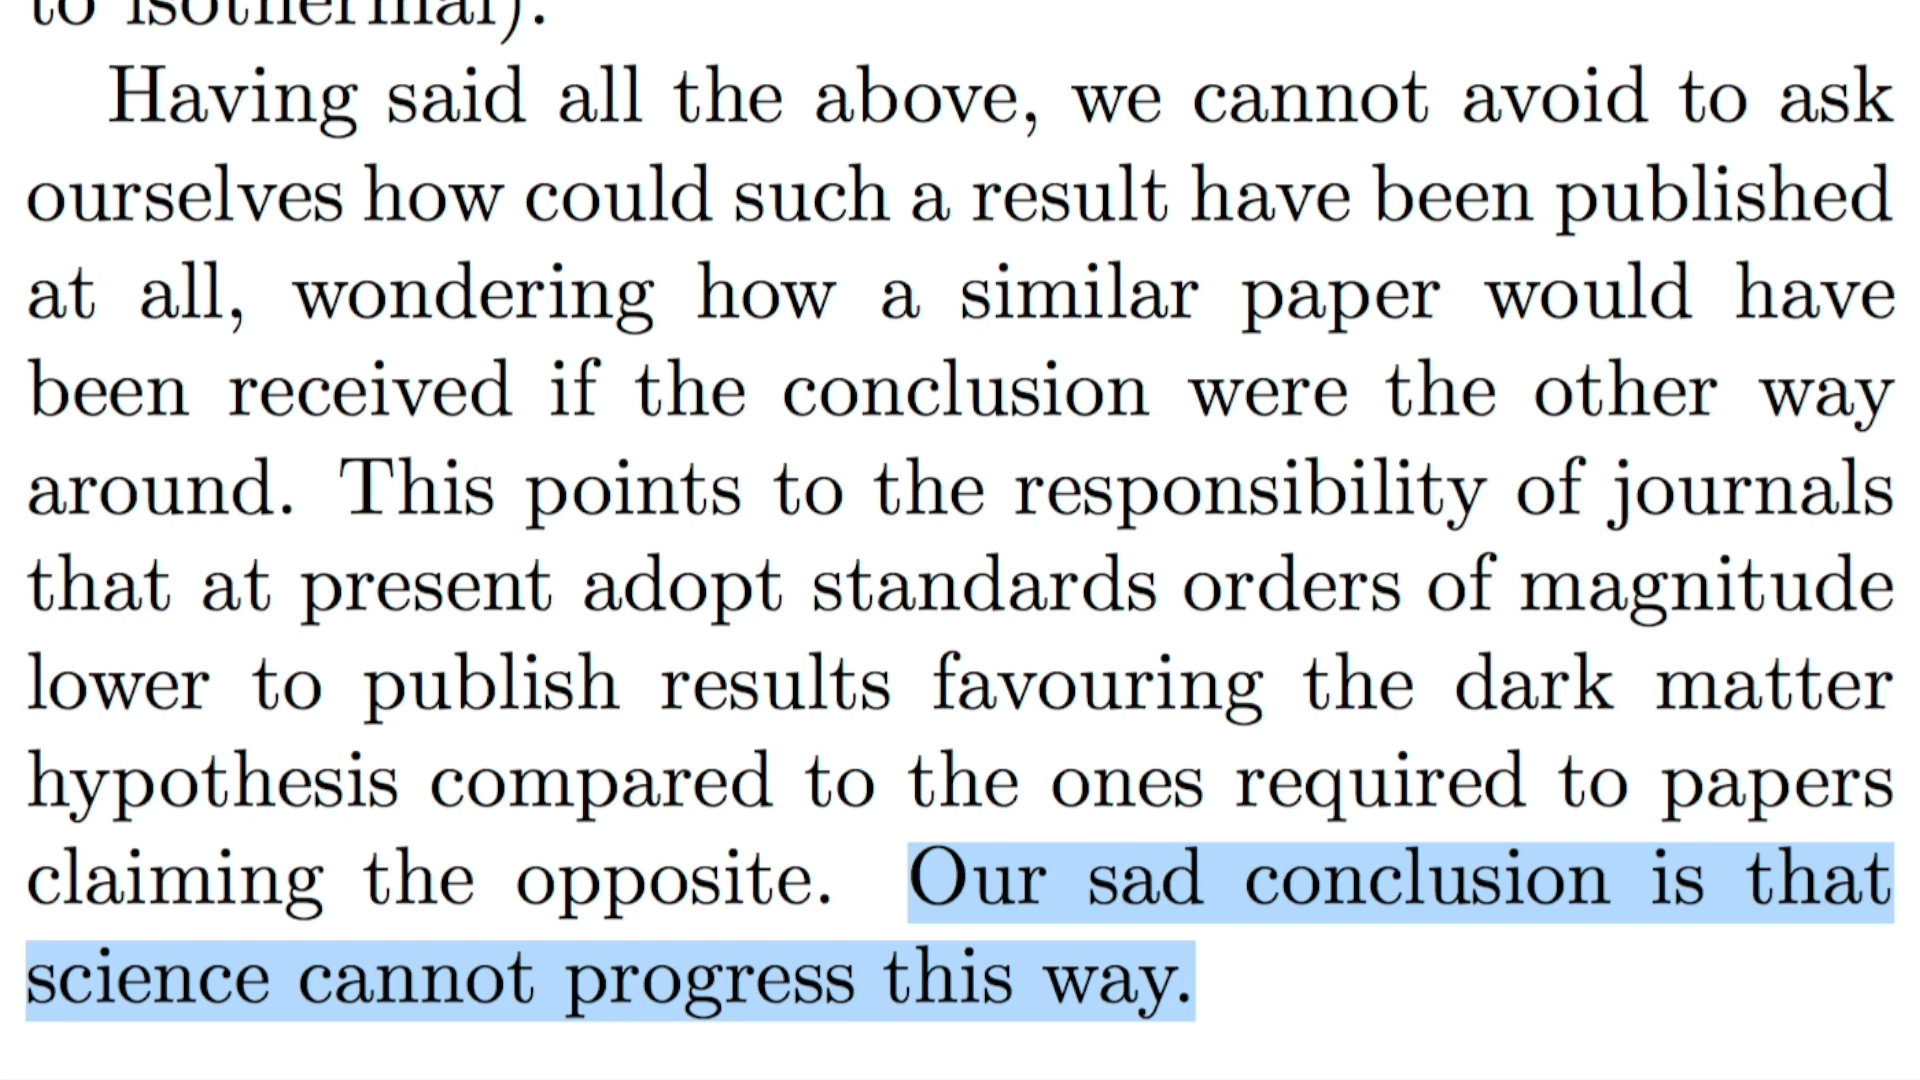 to isothermal).
Having said all the above, we cannot avoid to ask
ourselves how could such a result have been published
at all, wondering how a similar paper would have
been received if the conclusion were the other way
around. This points to the responsibility of journals
that at present adopt standards orders of magnitude
lower to publish results favouring the dark matter
hypothesis compared to the ones required to papers
claiming the opposite. Our sad conclusion is that
science cannot progress this way.